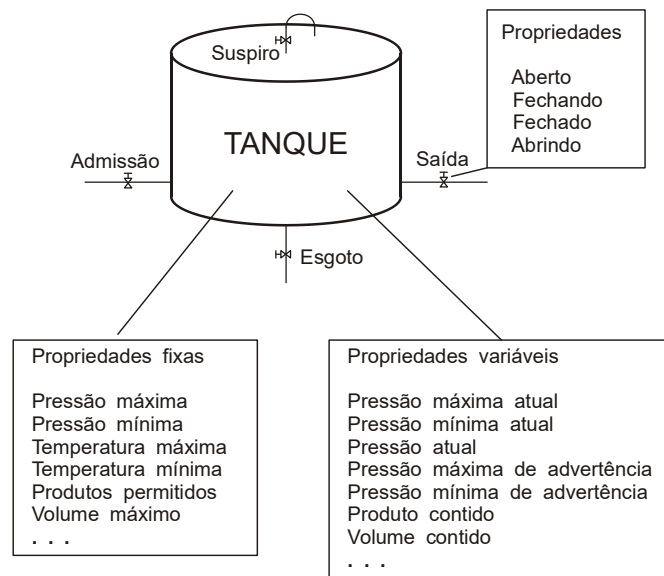 Suspiro
Propriedades
Aberto
Fechando
Fechado
Abrindo
TANQUE
Admissão
Saída
Esgoto
Propriedades fixas
Pressão máxima
Pressão mínima
Temperatura máxima
Temperatura mínima
Produtos permitidos
Volume máximo
. . .
Propriedades variáveis
Pressão máxima atual
Pressão mínima atual
Pressão atual
Pressão máxima de advertência
Pressão mínima de advertência
Produto contido
Volume contido
. . .